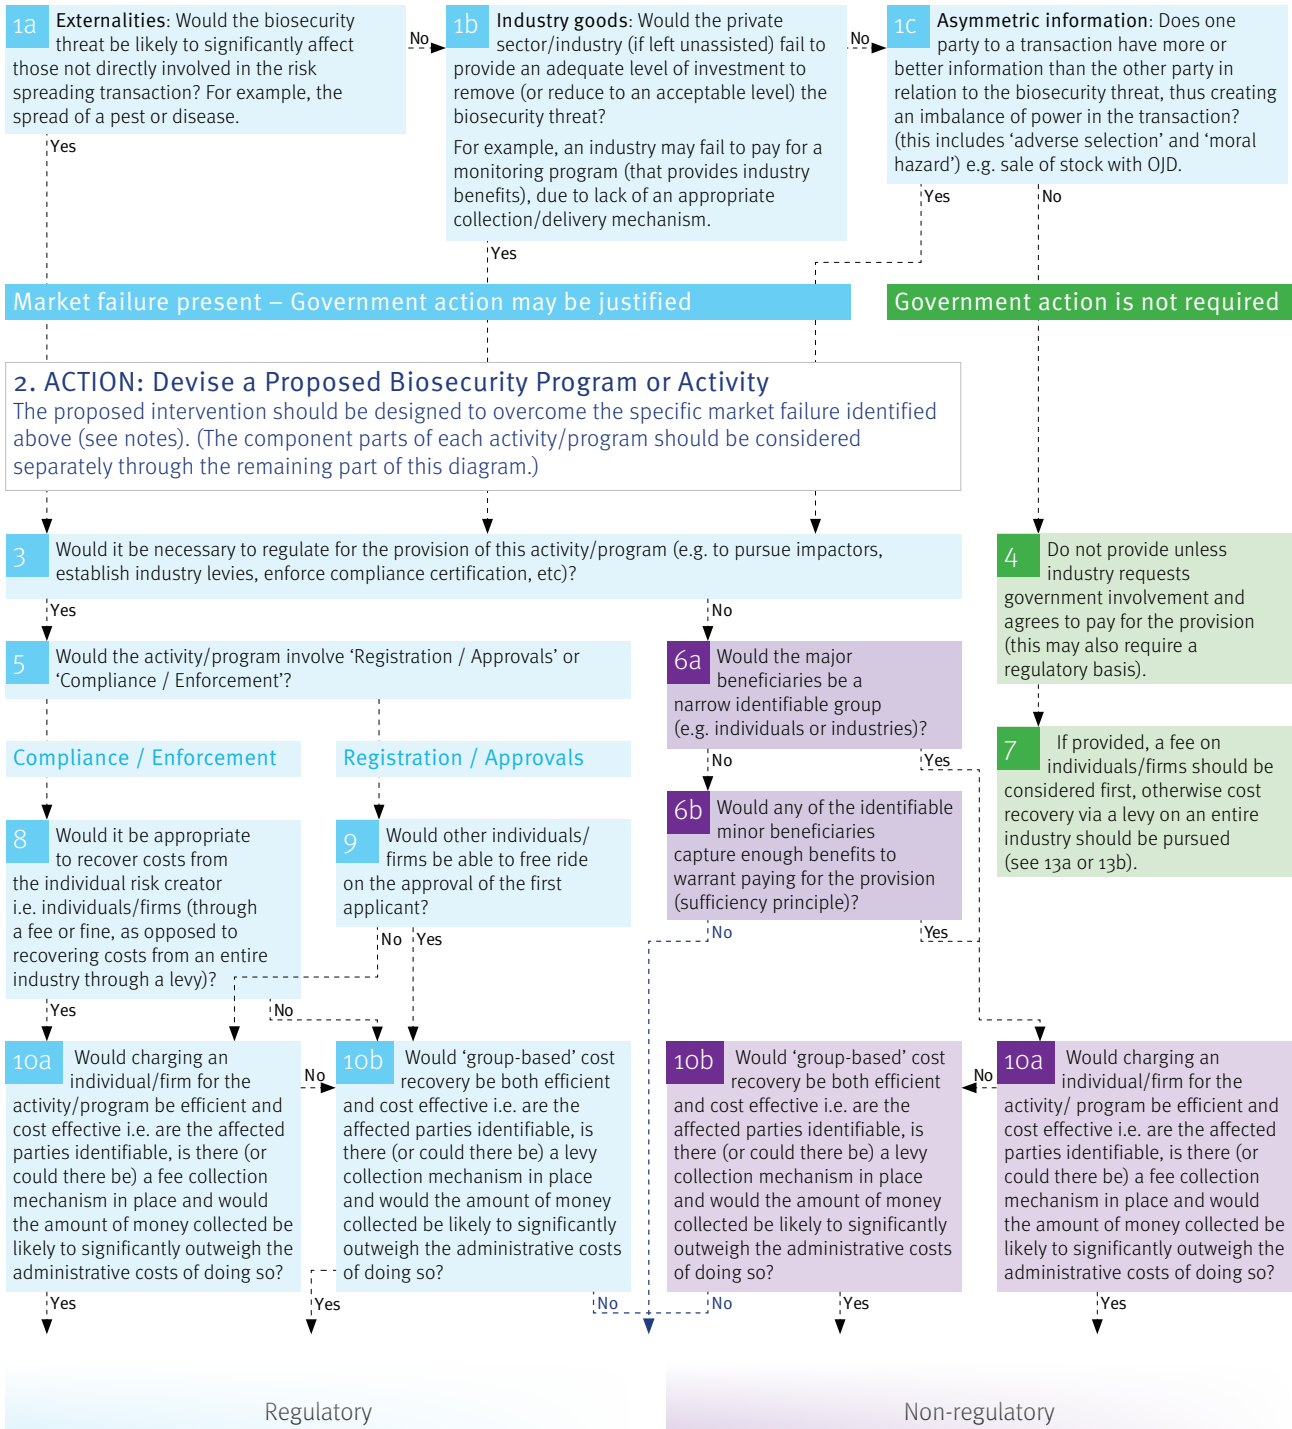 1a Externalities: Would the biosecurity
threat be likely to significantly affect
those not directly involved in the risk
spreading transaction? For example, the
spread of a pest or disease.
No
Yes
1b Industry goods: Would the private
sector/industry (if left unassisted) fail to
provide an adequate level of investment to
remove (or reduce to an acceptable level) the
biosecurity threat?
For example, an industry may fail to pay for a
monitoring program (that provides industry
benefits), due to lack of an appropriate
collection/delivery mechanism.
No
Yes
1c Asymmetric information: Does one
party to a transaction have more or
better information than the other party in
relation to the biosecurity threat, thus creating
an imbalance of power in the transaction?
(this includes ‘adverse selection’ and ‘moral
hazard’) e.g. sale of stock with OJD.
Yes
No
Market failure present – Government action may be justified
Government action is not required
2. ACTION: Devise a Proposed Biosecurity Program or Activity
The proposed intervention should be designed to overcome the specific market failure identified
above (see notes). (The component parts of each activity/program should be considered
separately through the remaining part of this diagram.)
3 Would it be necessary to regulate for the provision of this activity/program (e.g. to pursue impactors,
establish industry levies, enforce compliance certification, etc)?
Yes
No
4 Do not provide unless
industry requests
government involvement and
agrees to pay for the provision
(this may also require a
regulatory basis).
5 Would the activity/program involve ‘Registration / Approvals’ or
‘Compliance / Enforcement’?
6a Would the major
beneficiaries be a
narrow identifiable group
(e.g. individuals or industries)?
No
Yes
7 If provided, a fee on
individuals/firms should be
considered first, otherwise cost
recovery via a levy on an entire
industry should be pursued
(see 13a or 13b).
Compliance / Enforcement
Registration / Approvals
6b Would any of the identifiable
minor beneficiaries
capture enough benefits to
warrant paying for the provision
(sufficiency principle)?
No
Yes
8 Would it be appropriate
to recover costs from
the individual risk creator
i.e. individuals/firms (through
a fee or fine, as opposed to
recovering costs from an entire
industry through a levy)?
Yes
No
9 Would other individuals/
firms be able to free ride
on the approval of the first
applicant?
No
Yes
10a Would charging an
individual/firm for the
activity/program be efficient and
cost effective i.e. are the affected
parties identifiable, is there (or
could there be) a fee collection
mechanism in place and would
the amount of money collected be
likely to significantly outweigh the
administrative costs of doing so?
No
Yes
10b Would ‘group-based’ cost
recovery be both efficient
and cost effective i.e. are the
affected parties identifiable, is
there (or could there be) a levy
collection mechanism in place
and would the amount of money
collected be likely to significantly
outweigh the administrative costs
of doing so?
Yes
No
10b Would ‘group-based’ cost
recovery be both efficient
and cost effective i.e. are the
affected parties identifiable, is
there (or could there be) a levy
collection mechanism in place
and would the amount of money
collected be likely to significantly
outweigh the administrative costs
of doing so?
No
Yes
10a Would charging an
individual/firm for the
activity/ program be efficient and
cost effective i.e. are the affected
parties identifiable, is there (or
could there be) a fee collection
mechanism in place and would
the amount of money collected be
likely to significantly outweigh the
administrative costs of doing so?
No
Yes
Regulatory
Non-regulatory